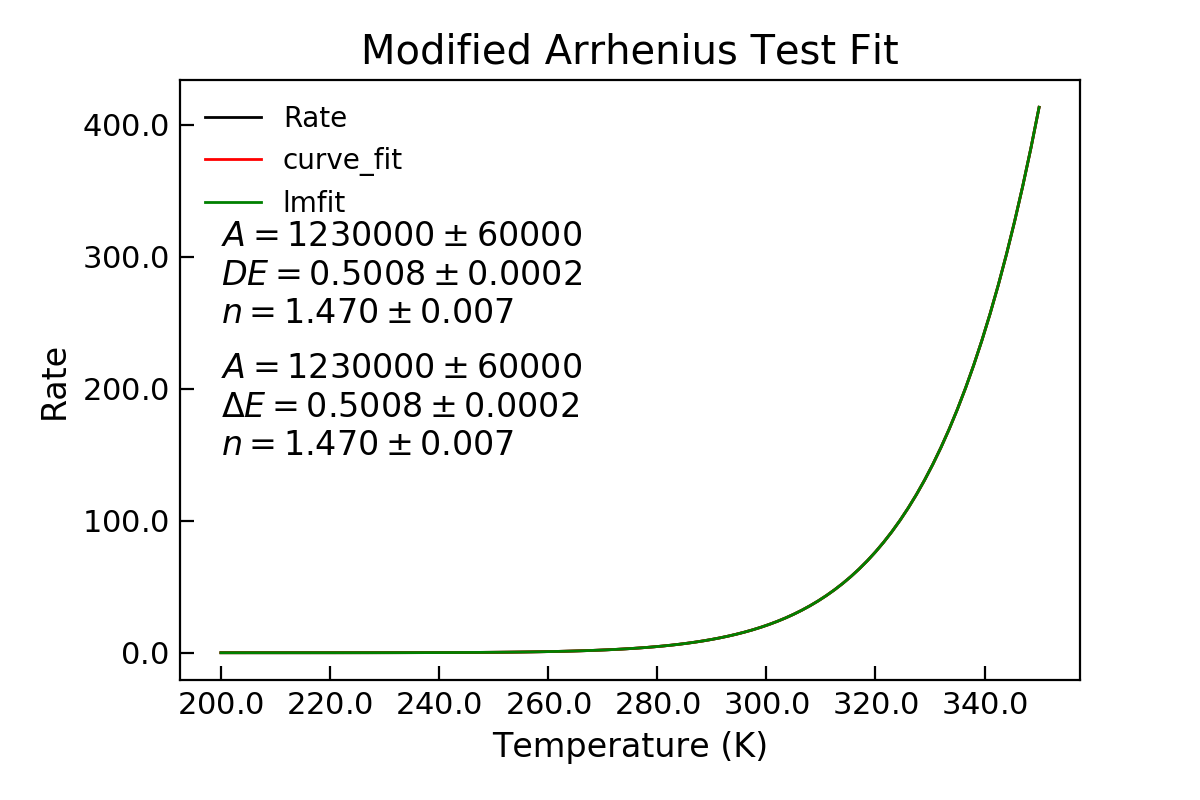 Modified Arrhenius Test Fit
Rate
curve_fit
lmfit
A = 1230000 ± 60000
DE = 0.5008 ± 0.0002
n = 1.470 ± 0.007
A = 1230000 ± 60000
ΔE = 0.5008 ± 0.0002
n = 1.470 ± 0.007
400.0
300.0
200.0
100.0
0.0
Rate
200.0 220.0 240.0 260.0 280.0 300.0 320.0 340.0
Temperature (K)